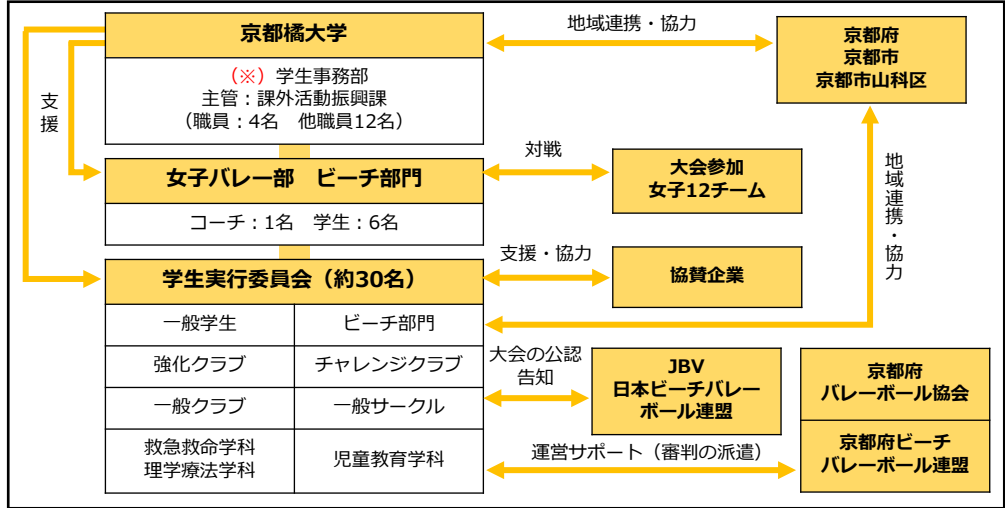 京都橘大学
(※)学生事務部
主管：課外活動振興課
(職員：4名　他職員12名)
支援
地域連携・協力
京都府
京都市
京都市山科区
女子バレー部　ビーチ部門
コーチ：1名　学生：6名
対戦
大会参加
女子12チーム
地域連携・協力
学生実行委員会（約30名）
支援・協力
協賛企業
一般学生
ビーチ部門
強化クラブ
チャレンジクラブ
一般クラブ
一般サークル
救急救命学科
理学療法学科
児童教育学科
大会の公認
告知
JBV
日本ビーチバレー
ボール連盟
京都府
バレーボール協会
運営サポート（審判の派遣）
京都府ビーチ
バレーボール連盟